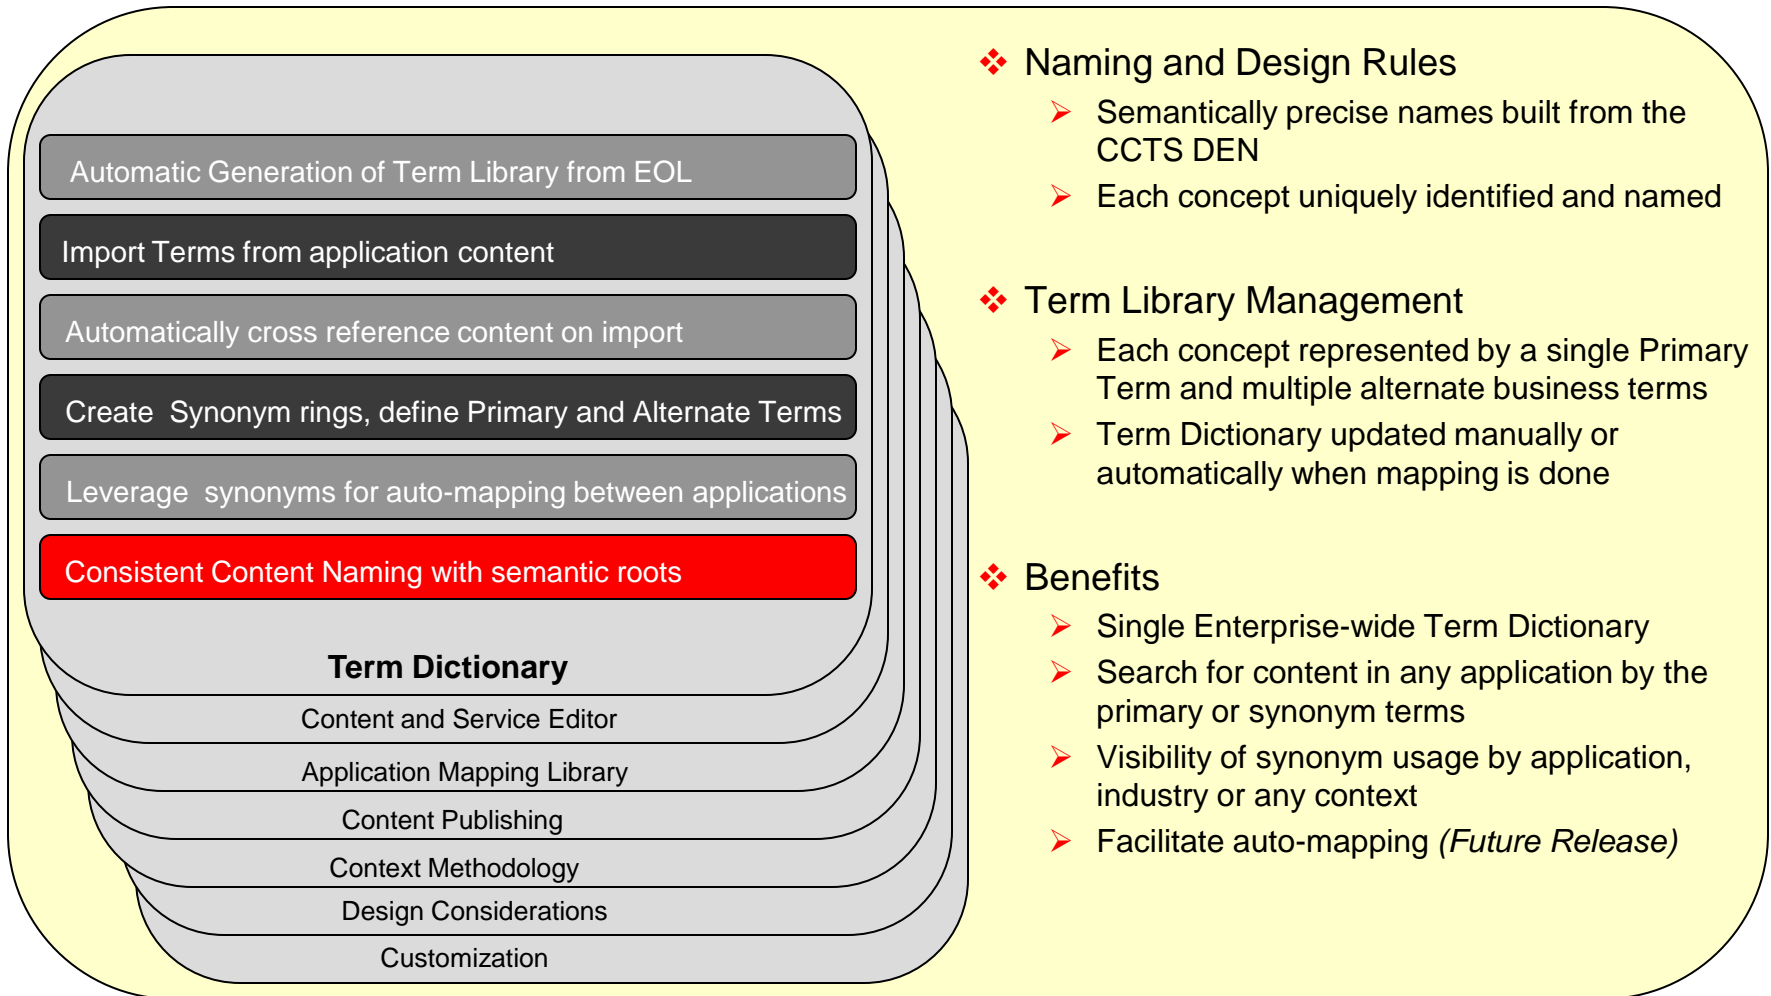 Automatic Generation of Term Library from EOL
Import Terms from application content
Automatically cross reference content on import
Create  Synonym rings, define Primary and Alternate Terms
Leverage  synonyms for auto-mapping between applications
Consistent Content Naming with semantic roots
Term Dictionary
Content and Service Editor
Application Mapping Library
Content Publishing
Context Methodology
Design Considerations
Customization
Naming and Design Rules
Semantically precise names built from the
CCTS DEN
Each concept uniquely identified and named
Term Library Management
Each concept represented by a single Primary
Term and multiple alternate business terms
Term Dictionary updated manually or
automatically when mapping is done
Benefits
Single Enterprise-wide Term Dictionary
Search for content in any application by the
primary or synonym terms
Visibility of synonym usage by application,
industry or any context
Facilitate auto-mapping (Future Release)